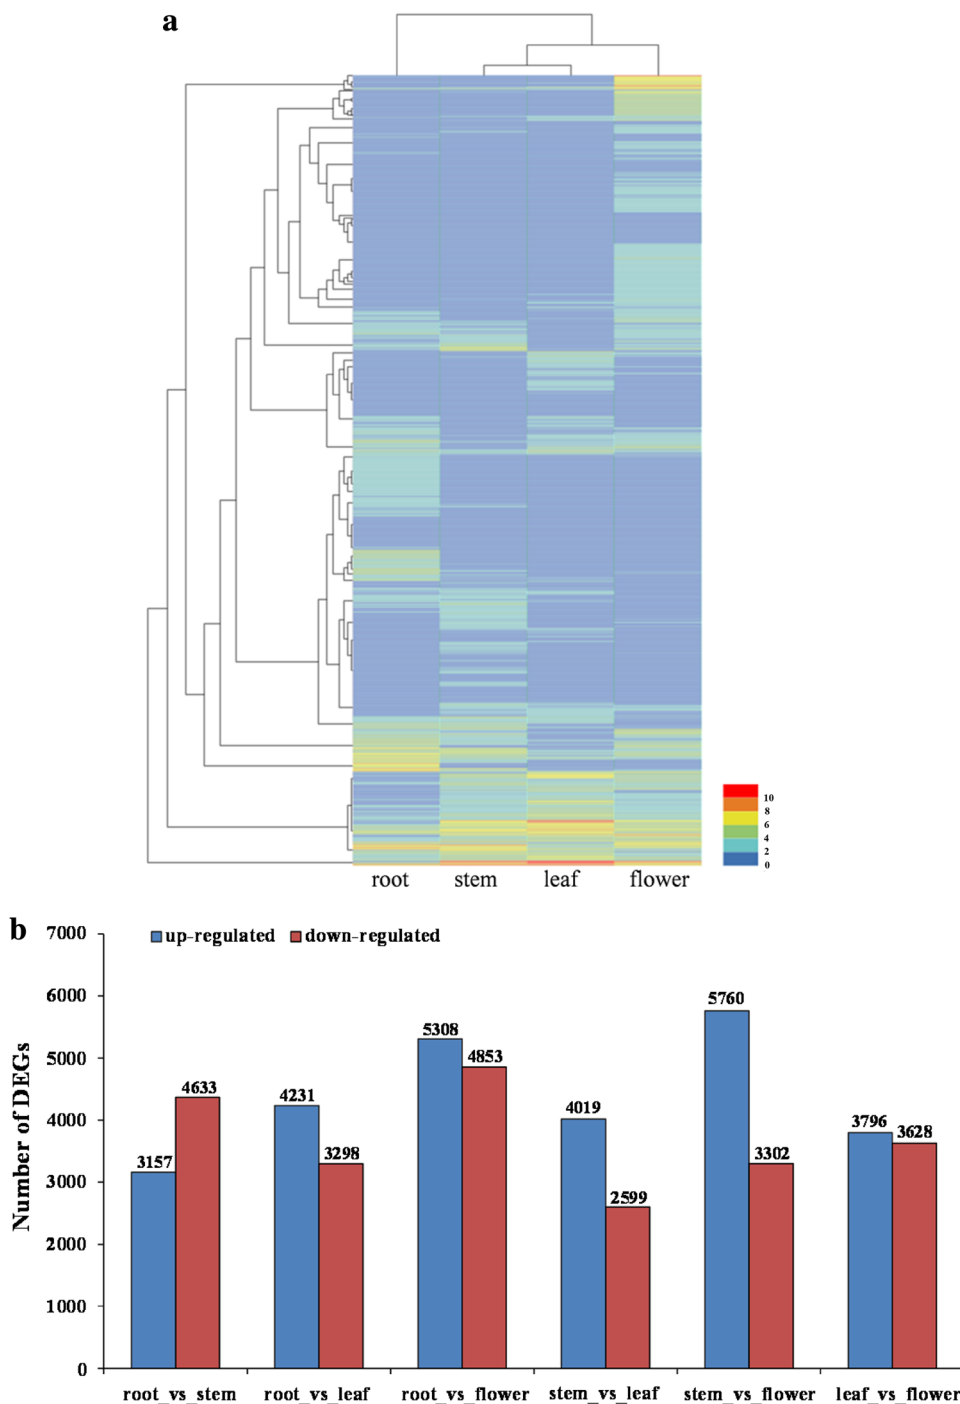 a
10
8
6
4
2
0
root stem leaf flower
b
up-regulated down-regulated
Number of DEGs
7000
6000
5000
4000
3000
2000
1000
0
3157 4633 4231 3298 5308 4853 4019 2599 5760 3302 3796 3628
root_vs_stem root_vs_leaf root_vs_flower stem_vs_leaf stem_vs_flower leaf_vs_flower